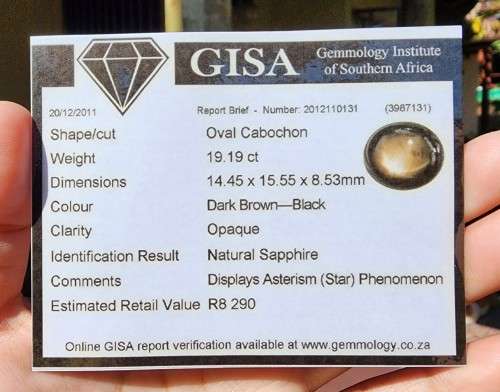 GISA
Gemmology Institute
of Southern Africa
20/12/2011 Report Brief - Number: 2012110131 (3987131)
Shape/cut Oval Cabochon
Weight 19.19 ct
Dimensions 14.45 x 15.55 x 8.53mm
Colour Dark Brown—Black
Clarity Opaque
Identification Result Natural Sapphire
Comments Displays Asterism (Star) Phenomenon
Estimated Retail Value R8 290
Online GISA report verification available at www.gemmology.co.za